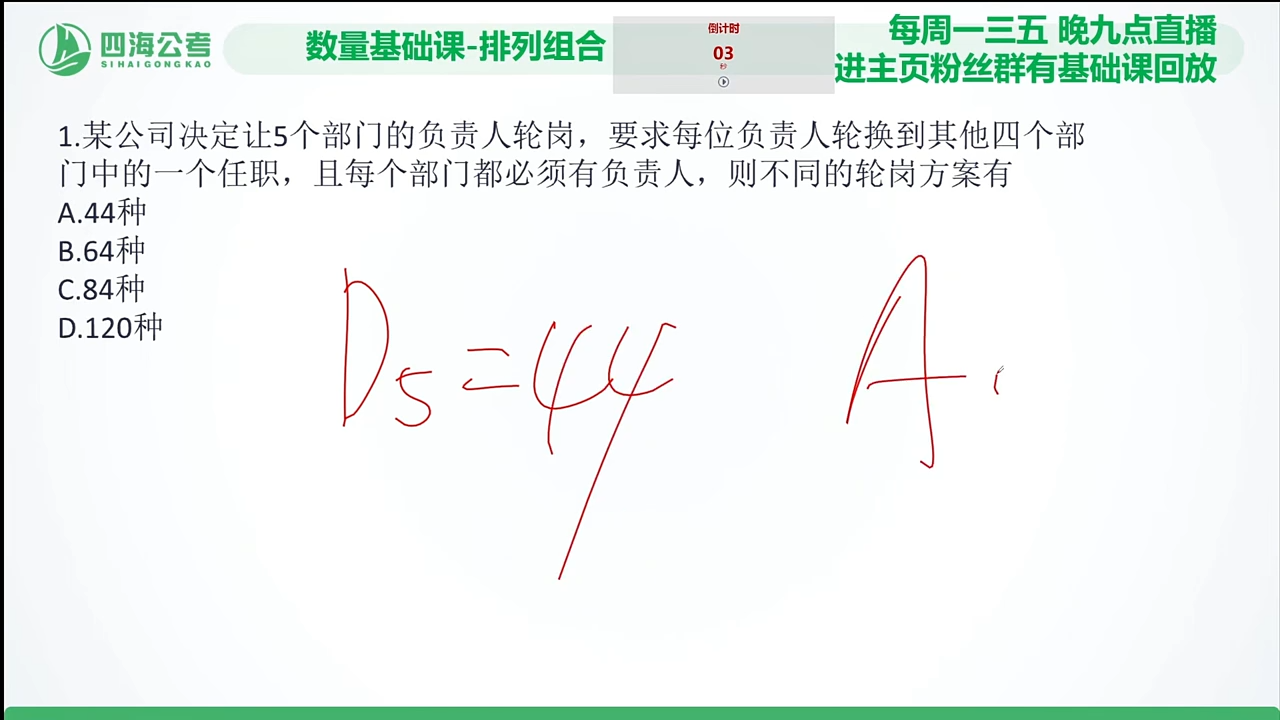 四海公考
SIHAIGONGKAO
数量基础课-排列组合
倒计时
03
秒
每周一三五 晚九点直播
进主页粉丝群有基础课回放
1.某公司决定让5个部门的负责人轮岗，要求每位负责人轮换到其他四个部
门中的一个任职，且每个部门都必须有负责人，则不同的轮岗方案有
A.44种
B.64种
C.84种
D.120种
D5=44
A